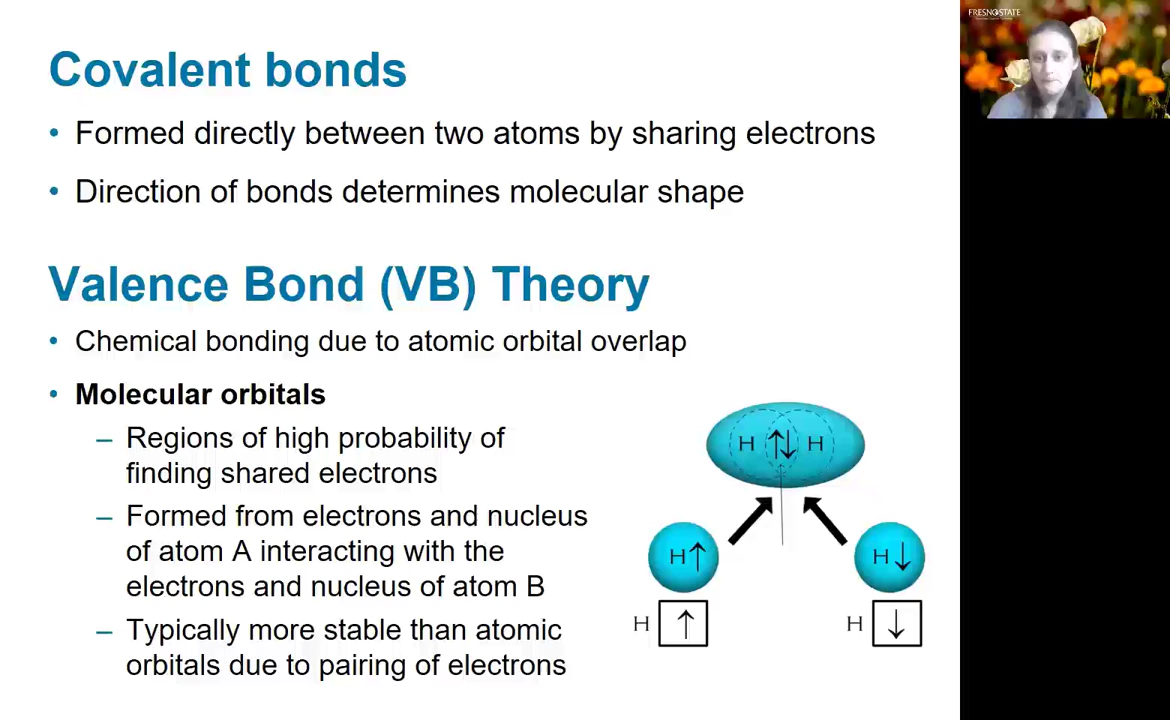 Covalent bonds
• Formed directly between two atoms by sharing electrons
• Direction of bonds determines molecular shape
Valence Bond (VB) Theory
• Chemical bonding due to atomic orbital overlap
• Molecular orbitals
– Regions of high probability of
finding shared electrons
– Formed from electrons and nucleus
of atom A interacting with the
electrons and nucleus of atom B
– Typically more stable than atomic
orbitals due to pairing of electrons
H ↑↓ H
H↑ H↓
H ↑ H ↓
FRESNO STATE